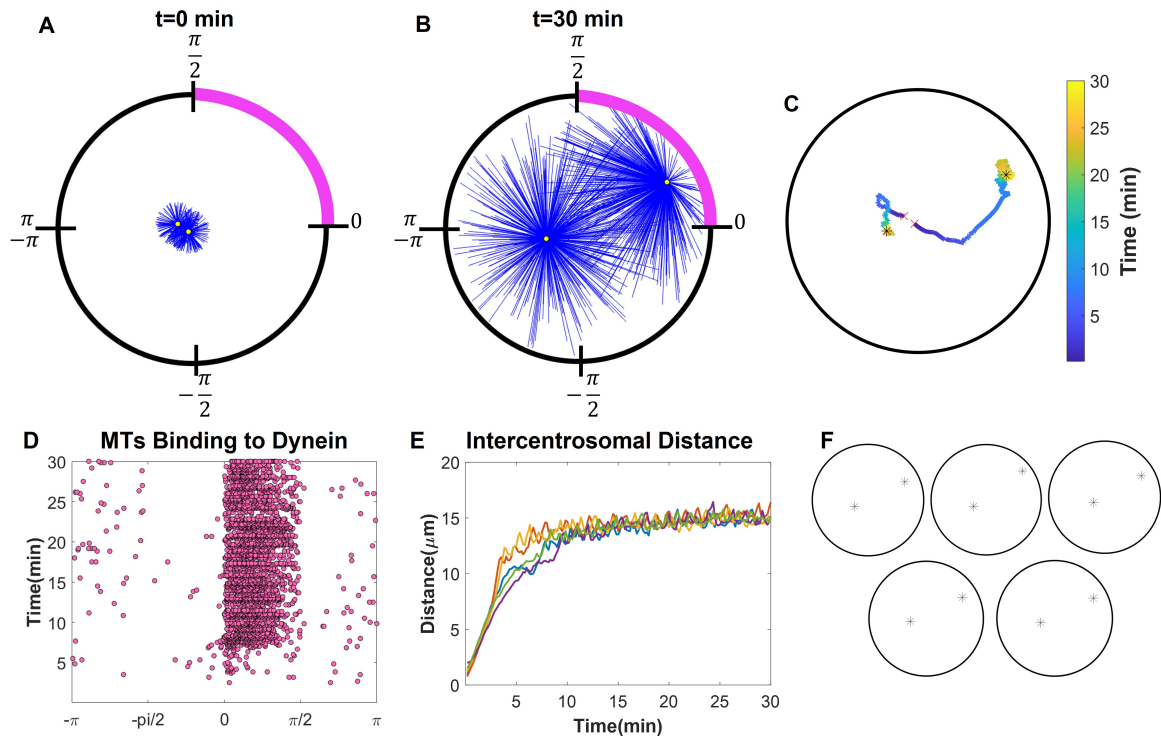 A
t=0 min
π
2
π
-π
0
-π
2
B
t=30 min
π
2
π
-π
0
-π
2
C
30
25
20
15
10
5
Time (min)
D
MTs Binding to Dynein
30
25
20
15
10
5
Time(min)
-π
-pi/2
0
π/2
π
E
Intercentrosomal Distance
20
15
10
5
0
Distance(μm)
5
10
15
20
25
30
Time(min)
F